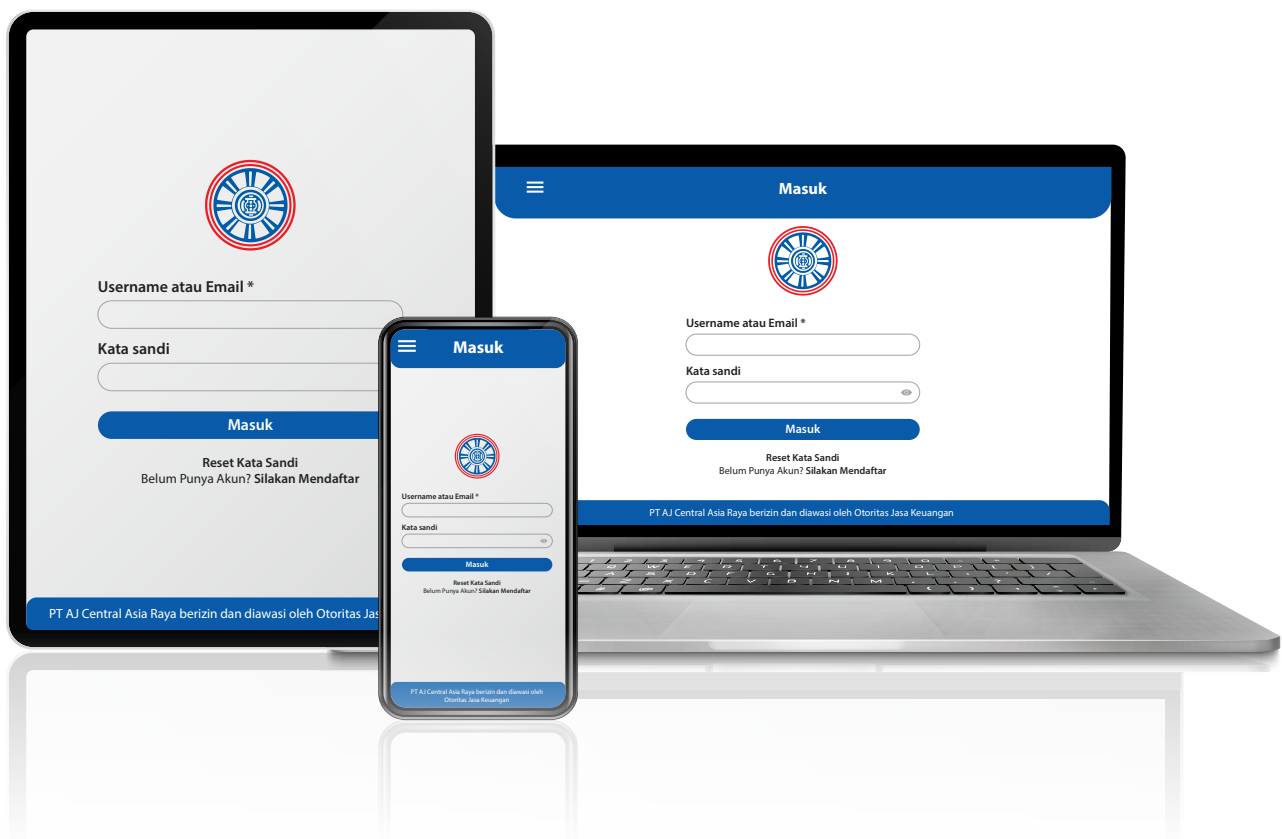 Username atau Email *
Kata sandi
Masuk
Reset Kata Sandi
Belum Punya Akun? Silakan Mendaftar
PT AJ Central Asia Raya berizin dan diawasi oleh Otoritas Jas
Masuk
Username atau Email *
Kata sandi
Masuk
Reset Kata Sandi
Belum Punya Akun? Silakan Mendaftar
PT AJ Central Asia Raya berizin dan diawasi oleh
Otoritas Jasa Keuangan
Masuk
Username atau Email *
Kata sandi
Masuk
Reset Kata Sandi
Belum Punya Akun? Silakan Mendaftar
PT AJ Central Asia Raya berizin dan diawasi oleh Otoritas Jasa Keuangan